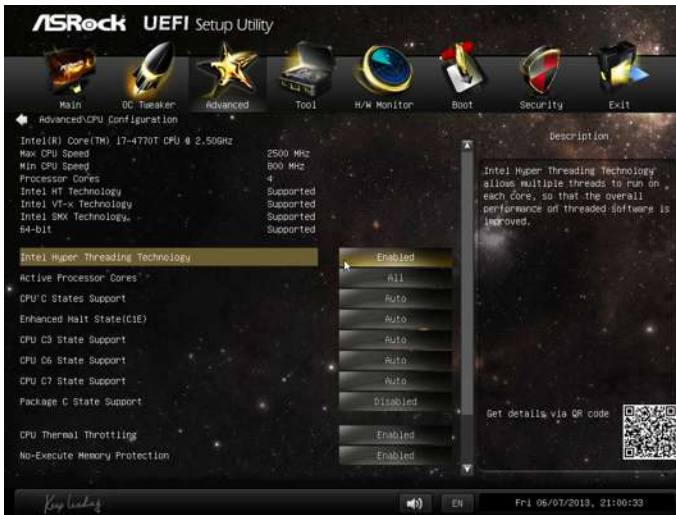 ASRock UEFI Setup Utility
Main OC Tweaker Advanced Tool H/W Monitor Boot Security Exit
Advanced\CPU Configuration
Description
Intel(R) Core(TM) i7-4770T CPU @ 2.50GHz
Max CPU Speed 2500 MHz
Min CPU Speed 800 MHz
Processor Cores 4
Intel HT Technology Supported
Intel VT-x Technology Supported
Intel SMX Technology Supported
64-bit Supported
Intel Hyper Threading Technology
allows multiple threads to run on
each core, so that the overall
performance on threaded software is
improved.
Intel Hyper Threading Technology Enabled
Active Processor Cores All
CPU C States Support Auto
Enhanced Halt State(C1E) Auto
CPU C3 State Support Auto
CPU C6 State Support Auto
CPU C7 State Support Auto
Package C State Support Disabled
CPU Thermal Throttling Enabled
No-Execute Memory Protection Enabled
Get details via QR code
Keep Leading
EN
Fri 06/07/2013, 21:00:33